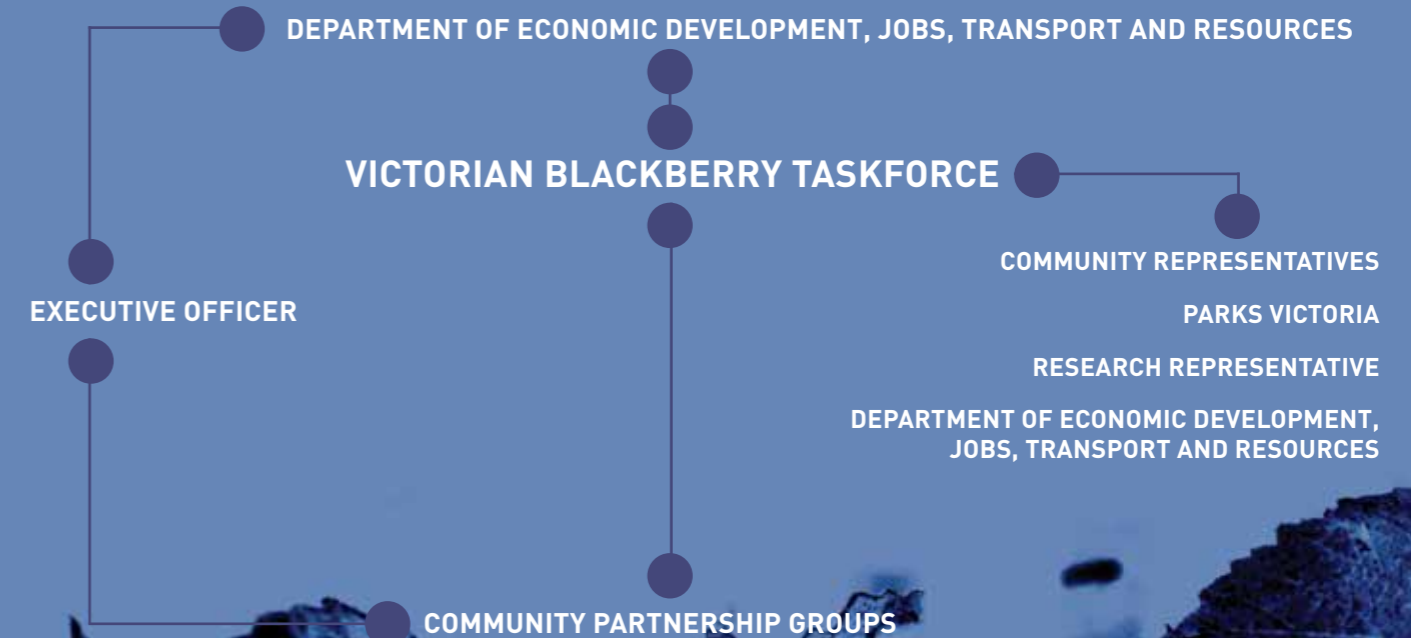 DEPARTMENT OF ECONOMIC DEVELOPMENT, JOBS, TRANSPORT AND RESOURCES
VICTORIAN BLACKBERRY TASKFORCE
COMMUNITY REPRESENTATIVES
EXECUTIVE OFFICER
PARKS VICTORIA
RESEARCH REPRESENTATIVE
DEPARTMENT OF ECONOMIC DEVELOPMENT,
JOBS, TRANSPORT AND RESOURCES
COMMUNITY PARTNERSHIP GROUPS